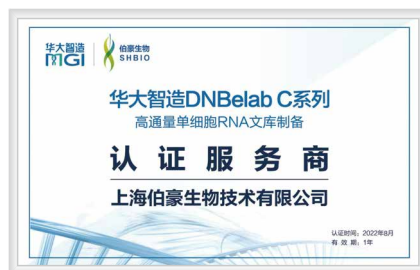 华大智造
MGI
伯豪生物
SHBIO
华大智造DNBelab C系列
高通量单细胞RNA文库制备
认证服务商
上海伯豪生物技术有限公司
认证时间：2022年8月
有 效 期：1年